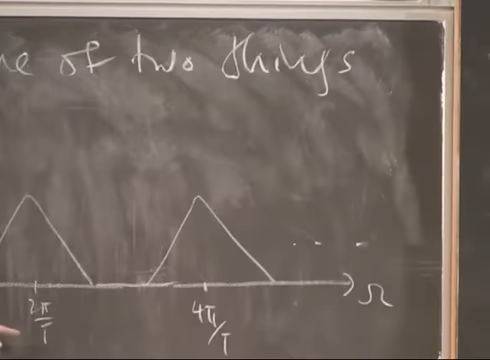 ne of two things
. . .
2π/T
4π/T
Ω